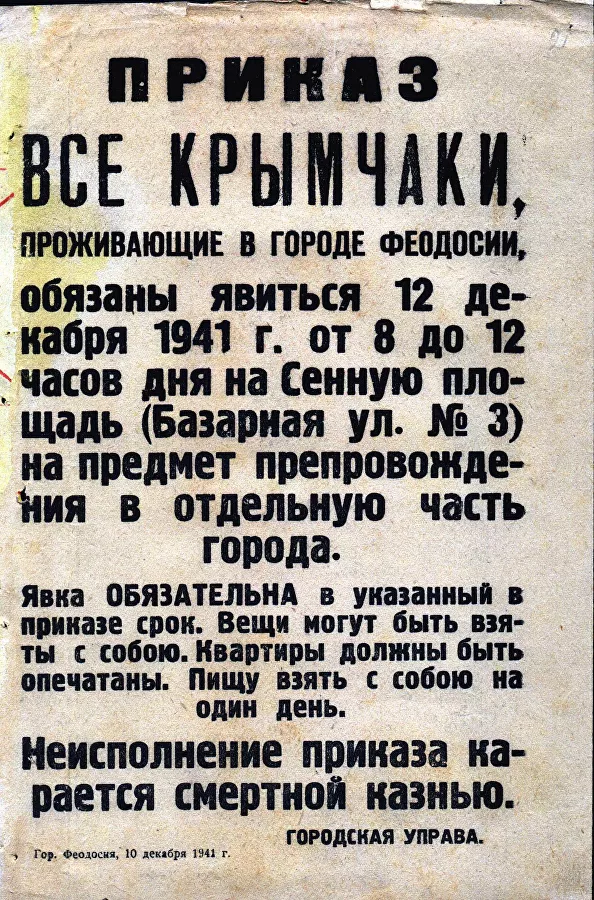 ПРИКАЗ
ВСЕ КРЫМЧАКИ,
ПРОЖИВАЮЩИЕ В ГОРОДЕ ФЕОДОСИИ,
обязаны явиться 12 де-
кабря 1941 г. от 8 до 12
часов дня на Сенную пло-
щадь (Базарная ул. № 3)
на предмет препровожде-
ния в отдельную часть
города.
Явка ОБЯЗАТЕЛЬНА в указанный в
приказе срок. Вещи могут быть взя-
ты с собою. Квартиры должны быть
опечатаны. Пищу взять с собою на
один день.
Неисполнение приказа ка-
рается смертной казнью.
ГОРОДСКАЯ УПРАВА.
Гор. Феодосия, 10 декабря 1941 г.